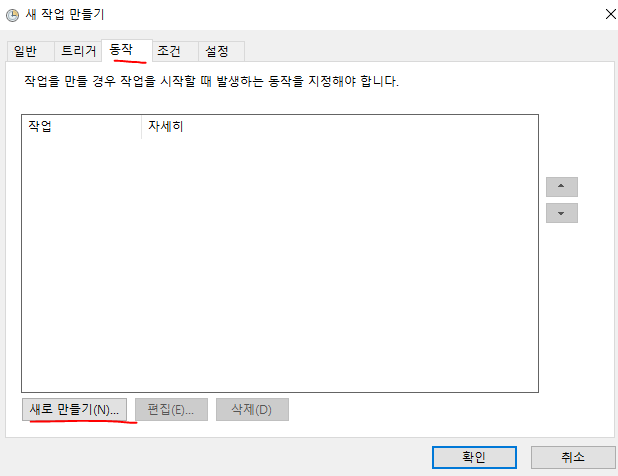 새 작업 만들기
일반 트리거 동작 조건 설정
작업을 만들 경우 작업을 시작할 때 발생하는 동작을 지정해야 합니다.
작업 자세히
새로 만들기(N)... 편집(E)... 삭제(D)
확인 취소